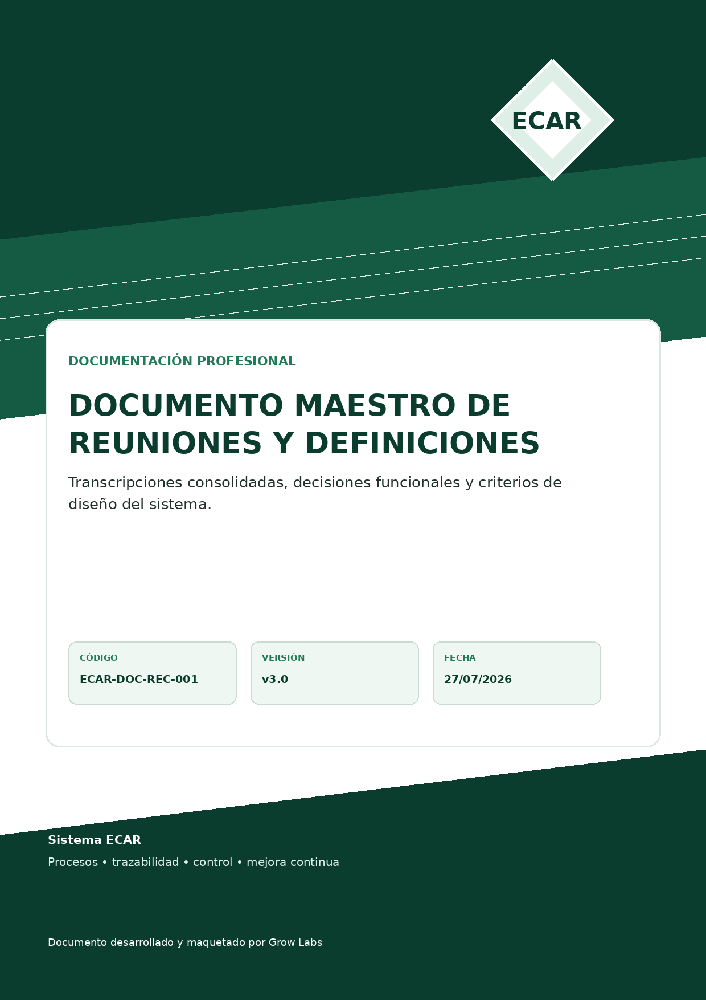 ECAR
DOCUMENTACIÓN PROFESIONAL
DOCUMENTO MAESTRO DE
REUNIONES Y DEFINICIONES
Transcripciones consolidadas, decisiones funcionales y criterios de
diseño del sistema.
CÓDIGO
ECAR-DOC-REC-001
VERSIÓN
v3.0
FECHA
27/07/2026
Sistema ECAR
Procesos • trazabilidad • control • mejora continua
Documento desarrollado y maquetado por Grow Labs